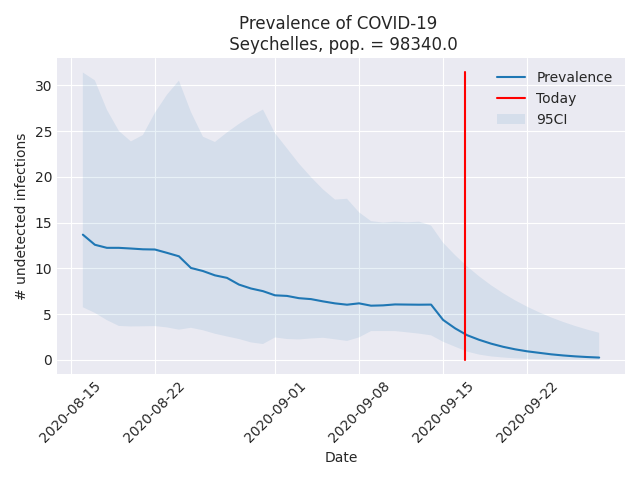 Prevalence of COVID-19
Seychelles, pop. = 98340.0
Prevalence
Today
95CI
# undetected infections
30
25
20
15
10
5
0
2020-08-15
2020-08-22
2020-09-01
2020-09-08
2020-09-15
2020-09-22
Date